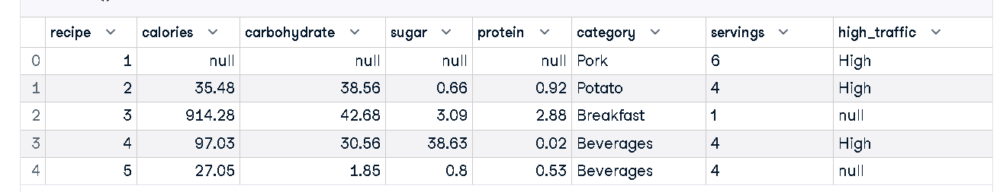 recipe calories carbohydrate sugar protein category servings high_traffic
0 1 null null null null Pork 6 High
1 2 35.48 38.56 0.66 0.92 Potato 4 High
2 3 914.28 42.68 3.09 2.88 Breakfast 1 null
3 4 97.03 30.56 38.63 0.02 Beverages 4 High
4 5 27.05 1.85 0.8 0.53 Beverages 4 null